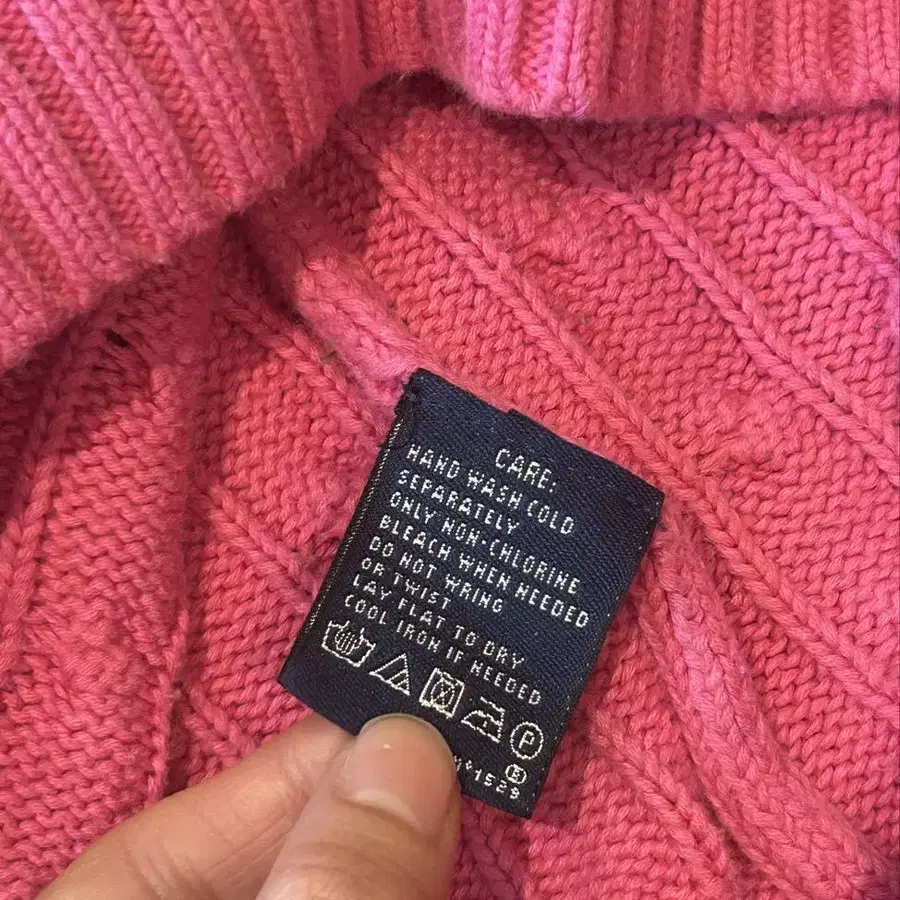 CARE:
HAND WASH COLD
SEPARATELY
ONLY NON-CHLORINE
BLEACH WHEN NEEDED
DO NOT WRING
OR TWIST
LAY FLAT TO DRY
COOL IRON IF NEEDED
P
1529